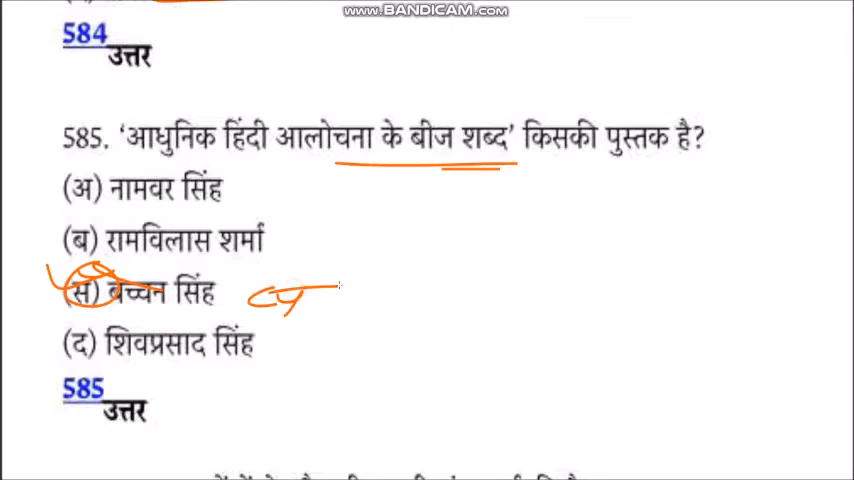 www.BANDICAM.com
584
उत्तर
585. 'आधुनिक हिंदी आलोचना के बीज शब्द' किसकी पुस्तक है?
(अ) नामवर सिंह
(ब) रामविलास शर्मा
(स) बच्चन सिंह
(द) शिवप्रसाद सिंह
585
उत्तर